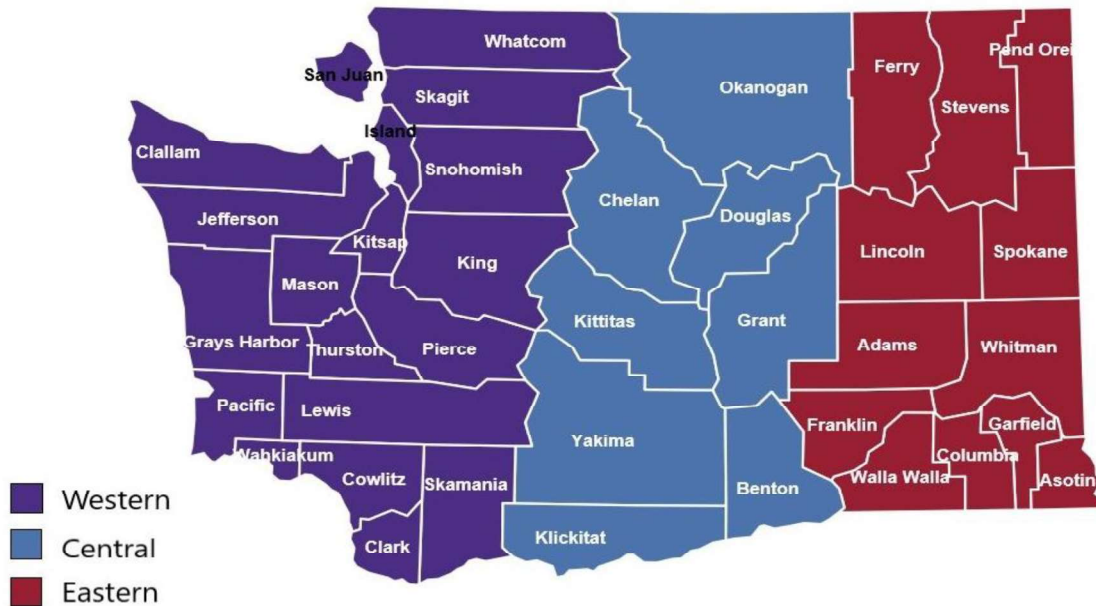 Whatcom
San Juan
Skagit
Okanogan
Ferry
Pend Orei
Stevens
Island
Clallam
Snohomish
Chelan
Douglas
Jefferson
Kitsap
King
Lincoln
Spokane
Mason
Kittitas
Grant
Grays Harbor
Thurston
Pierce
Adams
Whitman
Pacific
Lewis
Yakima
Franklin
Garfield
Wahkiakum
Cowlitz
Skamania
Benton
Walla Walla
Columbia
Asotin
Clark
Klickitat
Western
Central
Eastern